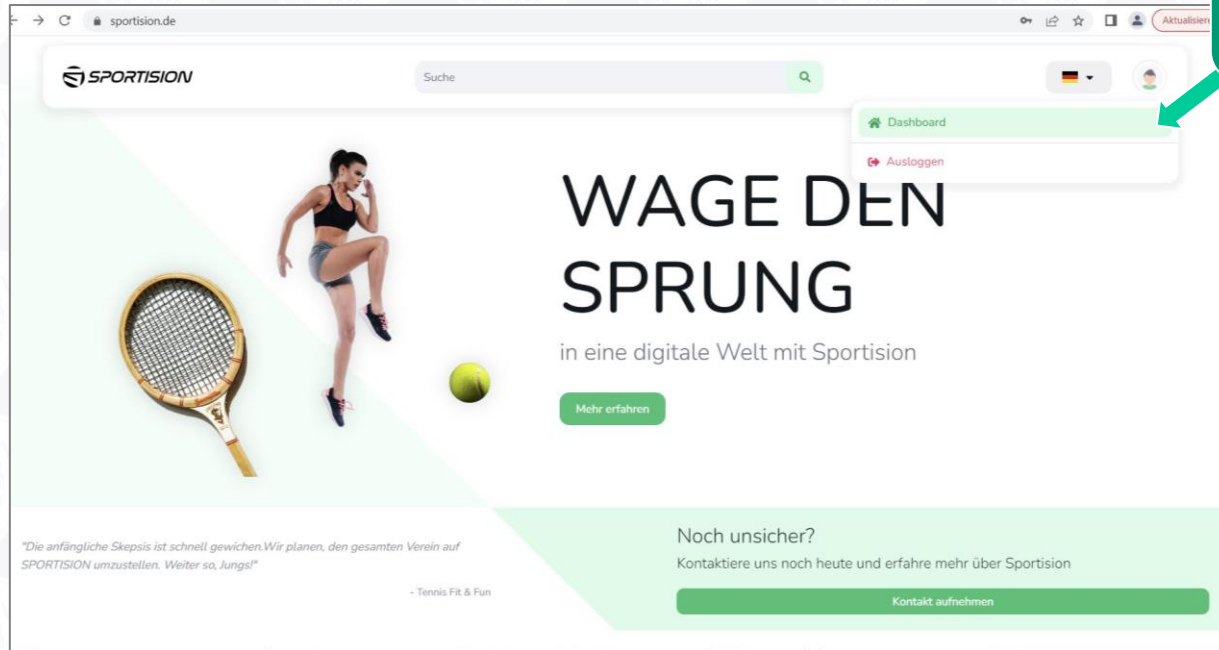 sportision.de
Aktualisiere
SPORTISION
Suche
Dashboard
Ausloggen
WAGE DEN
SPRUNG
in eine digitale Welt mit Sportision
Mehr erfahren
"Die anfängliche Skepsis ist schnell gewichen.Wir planen, den gesamten Verein auf
SPORTISION umzustellen. Weiter so, Jungs!"
- Tennis Fit & Fun
Noch unsicher?
Kontaktiere uns noch heute und erfahre mehr über Sportision
Kontakt aufnehmen